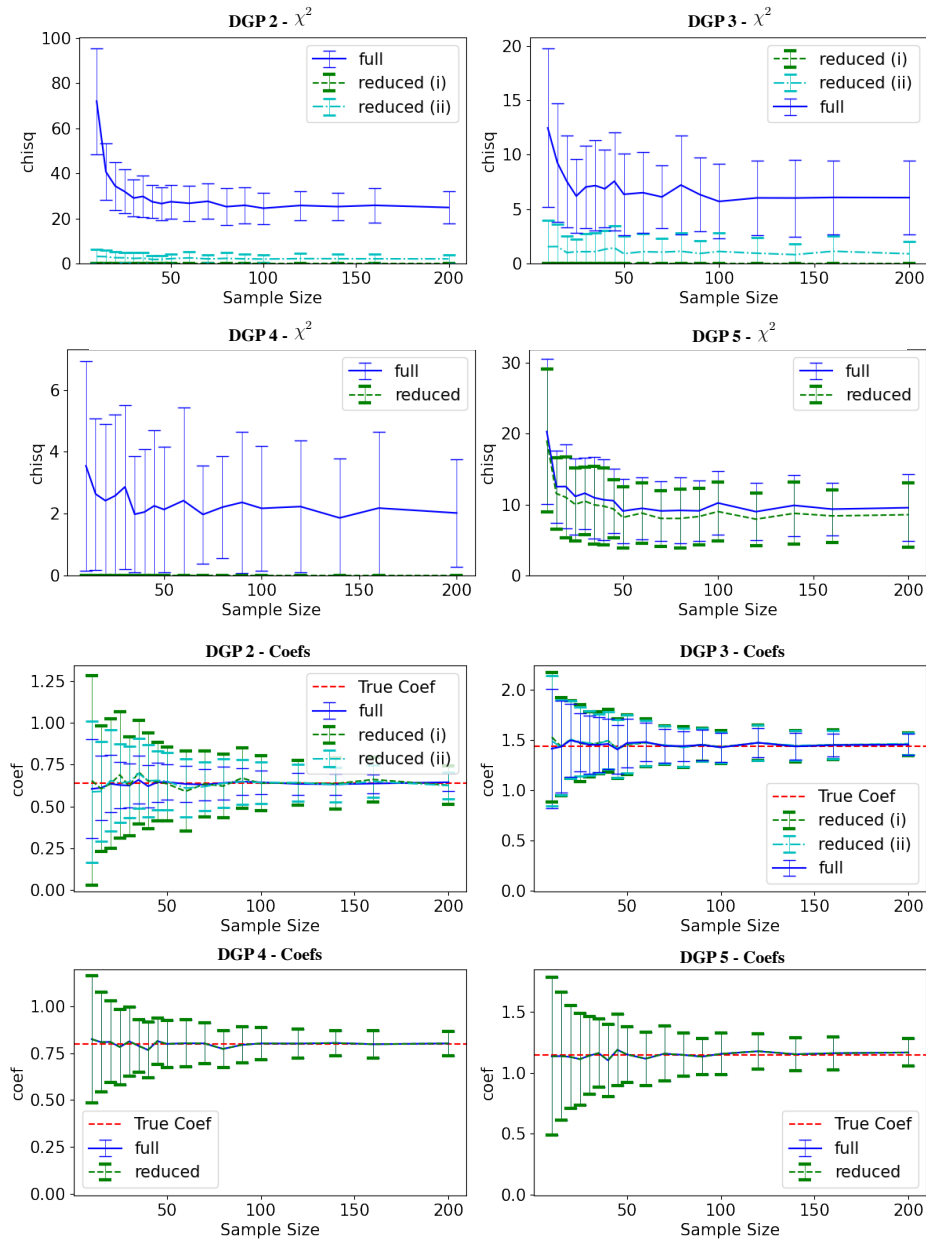 DGP 2 - χ²
100
80
60
40
20
0
chisq
full
reduced (i)
reduced (ii)
50
100
150
200
Sample Size
DGP 3 - χ²
20
15
10
5
0
chisq
reduced (i)
reduced (ii)
full
50
100
150
200
Sample Size
DGP 4 - χ²
6
4
2
0
chisq
full
reduced
50
100
150
200
Sample Size
DGP 5 - χ²
30
20
10
0
chisq
full
reduced
50
100
150
200
Sample Size
DGP 2 - Coefs
1.25
1.00
0.75
0.50
0.25
0.00
coef
True Coef
full
reduced (i)
reduced (ii)
50
100
150
200
Sample Size
DGP 3 - Coefs
2.0
1.5
1.0
0.5
0.0
coef
True Coef
reduced (i)
reduced (ii)
full
50
100
150
200
Sample Size
DGP 4 - Coefs
1.00
0.75
0.50
0.25
0.00
coef
True Coef
full
reduced
50
100
150
200
Sample Size
DGP 5 - Coefs
1.5
1.0
0.5
0.0
coef
True Coef
full
reduced
50
100
150
200
Sample Size